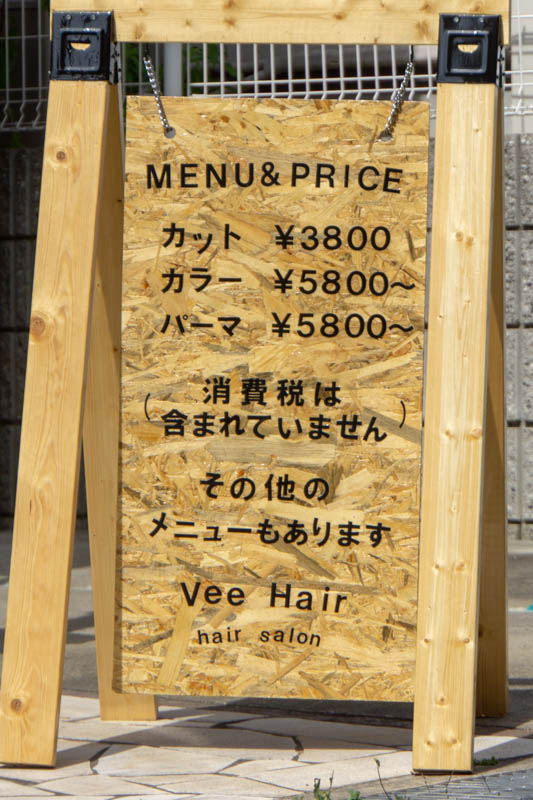 MENU&PRICE
カット ¥3800
カラー ¥5800~
パーマ ¥5800~
(消費税は
含まれていません)
その他の
メニューもあります
Vee Hair
hair salon